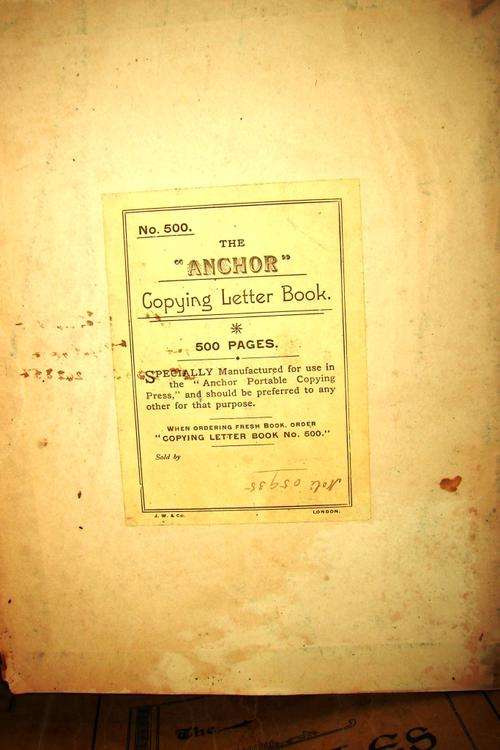 No. 500.
THE
"ANCHOR"
Copying Letter Book.
500 PAGES.
SPECIALLY Manufactured for use in
the "Anchor Portable Copying
Press," and should be preferred to any
other for that purpose.
WHEN ORDERING FRESH BOOK, ORDER
"COPYING LETTER BOOK No. 500."
Sold by
J. W. & Co.
LONDON.
The
ES